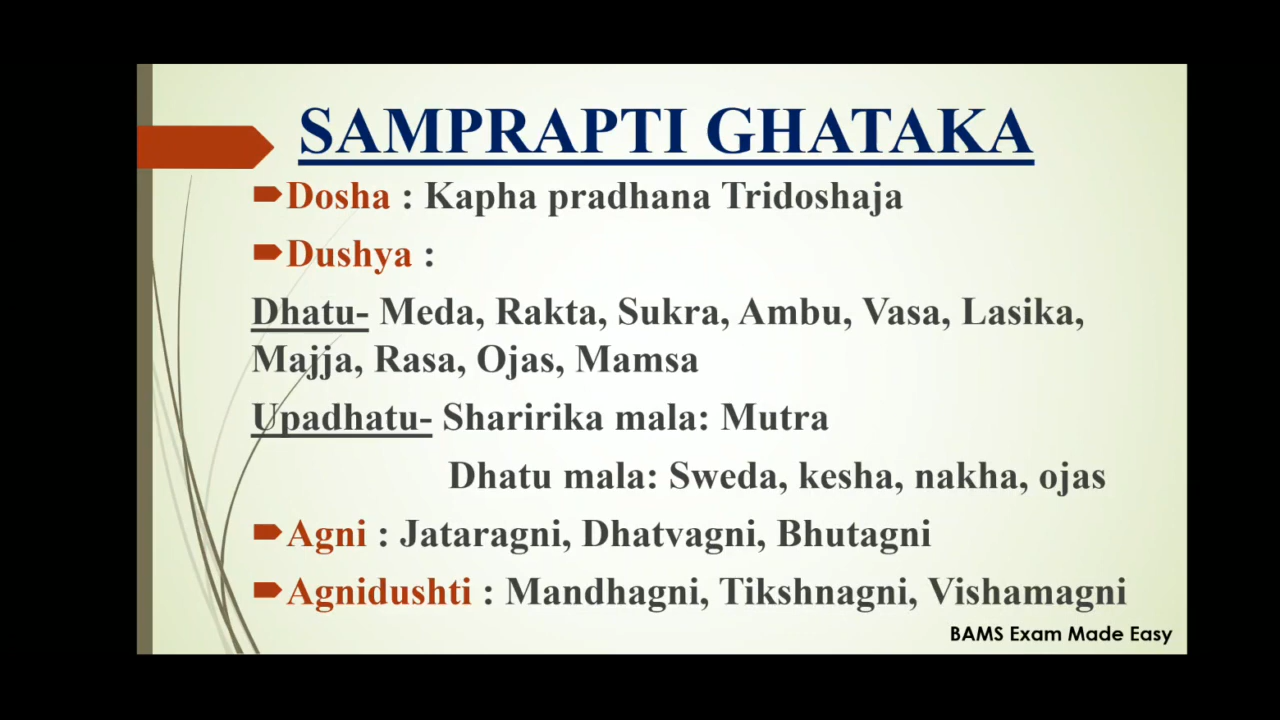 SAMPRAPTI GHATAKA
Dosha : Kapha pradhana Tridoshaja
Dushya :
Dhatu- Meda, Rakta, Sukra, Ambu, Vasa, Lasika,
Majja, Rasa, Ojas, Mamsa
Upadhatu- Sharirika mala: Mutra
Dhatu mala: Sweda, kesha, nakha, ojas
Agni : Jataragni, Dhatvagni, Bhutagni
Agnidushti : Mandhagni, Tikshnagni, Vishamagni
BAMS Exam Made Easy